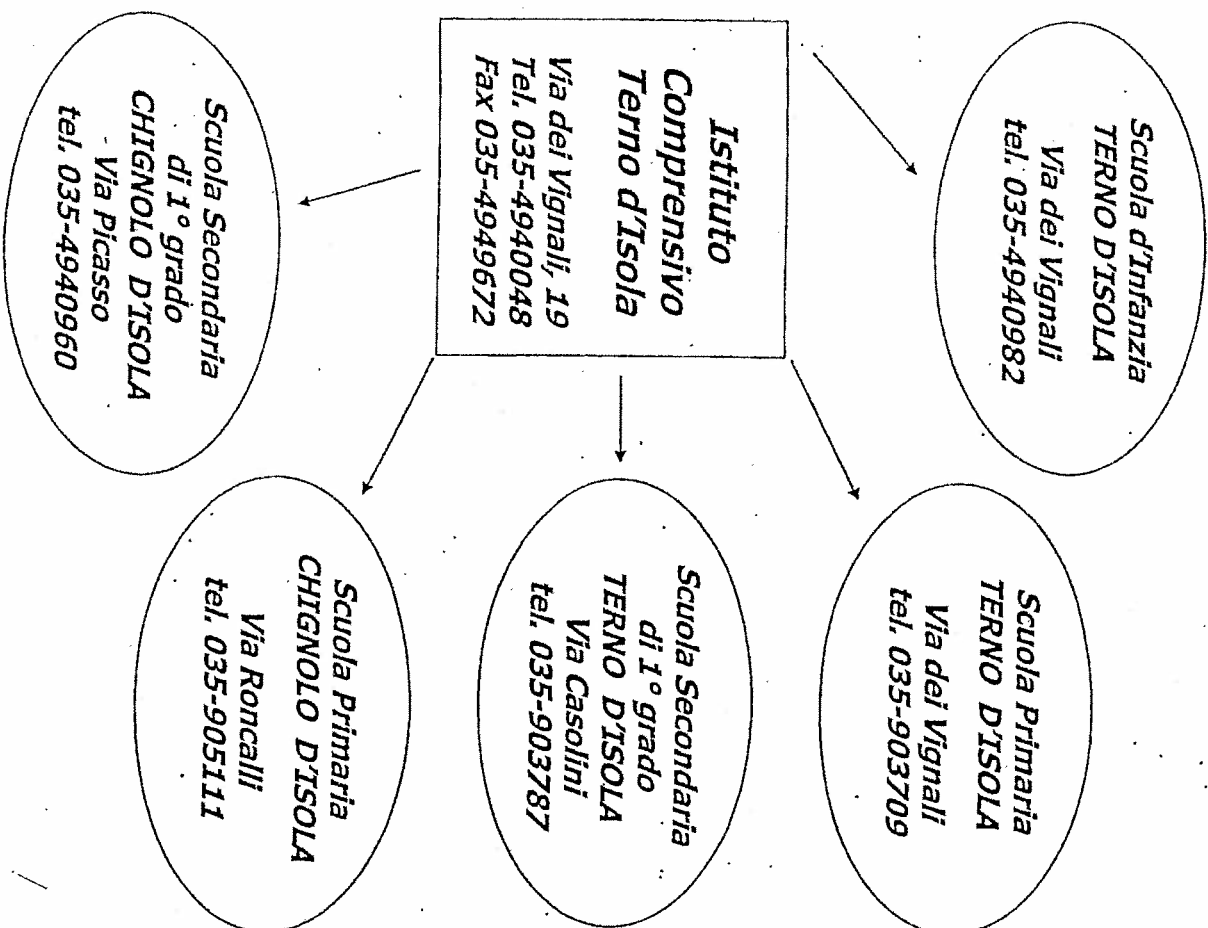 Istituto
Comprensivo
Terno d'Isola
Via dei Vignali, 19
Tel. 035-4940048
Fax 035-4949672
Scuola d'Infanzia
TERNO D'ISOLA
Via dei Vignali
tel. 035-4940982
Scuola Primaria
TERNO D'ISOLA
Via dei Vignali
tel. 035-903709
Scuola Secondaria
di 1° grado
TERNO D'ISOLA
Via Casolini
tel. 035-903787
Scuola Primaria
CHIGNOLO D'ISOLA
Via Roncalli
tel. 035-905111
Scuola Secondaria
di 1° grado
CHIGNOLO D'ISOLA
Via Picasso
tel. 035-4940960